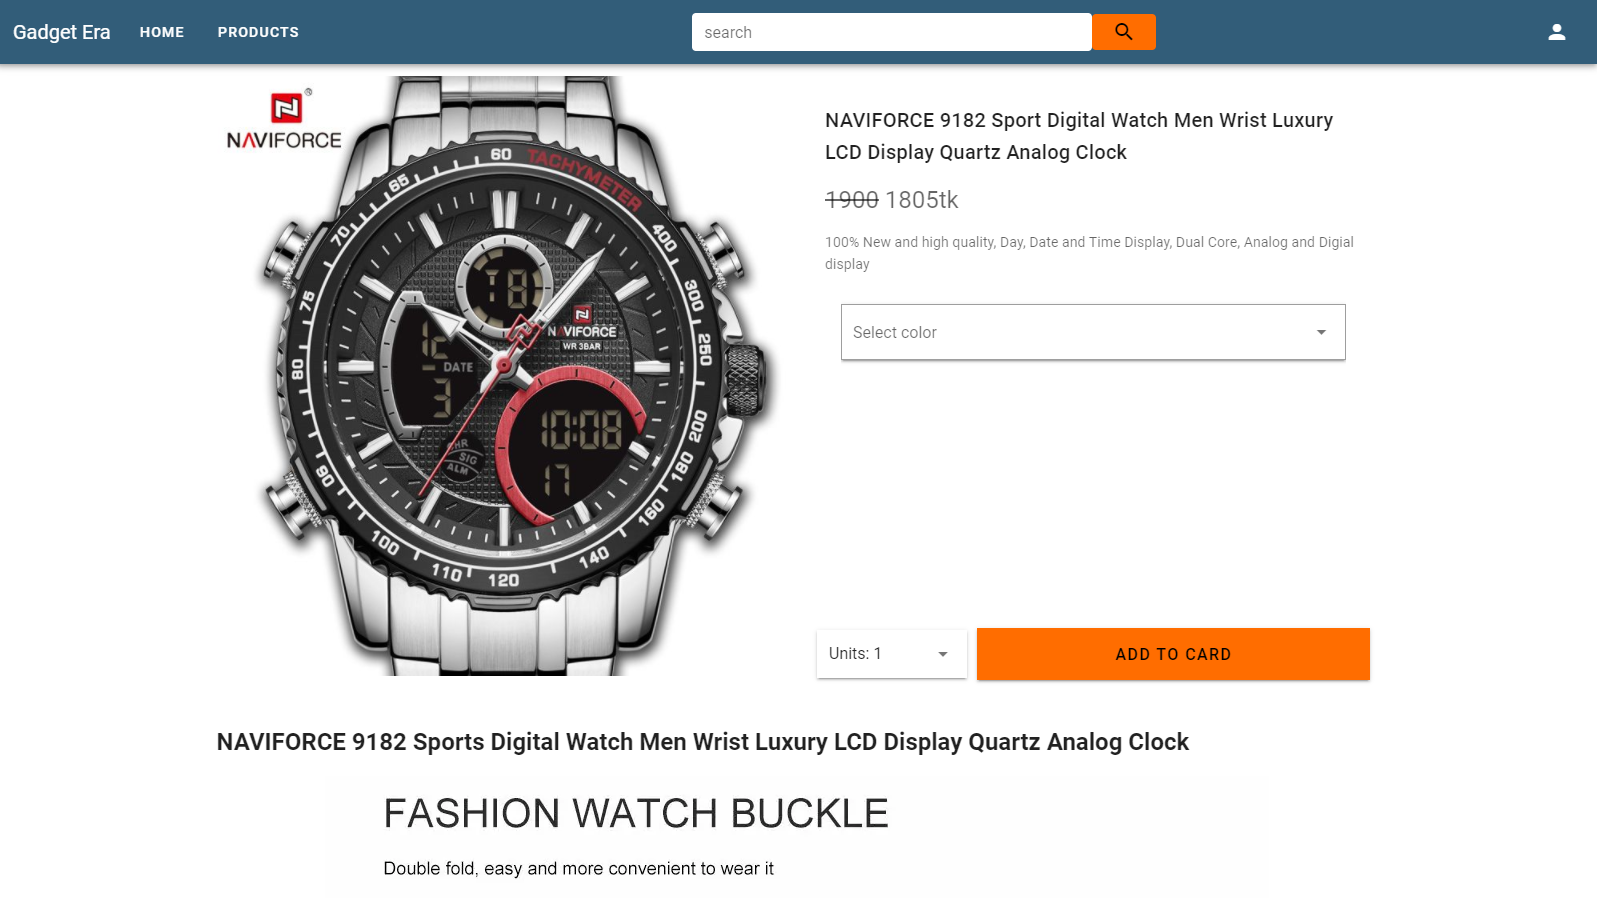 Gadget Era HOME PRODUCTS search
NAVIFORCE
TACHYMETER
60
65
70
75
80
90
100
110
120
140
160
180
200
250
300
400
NAVIFORCE
WR 3BAR
DATE
3
10:08
17
CHR
SIG
ALM
NAVIFORCE 9182 Sport Digital Watch Men Wrist Luxury
LCD Display Quartz Analog Clock
1900 1805tk
100% New and high quality, Day, Date and Time Display, Dual Core, Analog and Digial
display
Select color
Units: 1
ADD TO CARD
NAVIFORCE 9182 Sports Digital Watch Men Wrist Luxury LCD Display Quartz Analog Clock
FASHION WATCH BUCKLE
Double fold, easy and more convenient to wear it